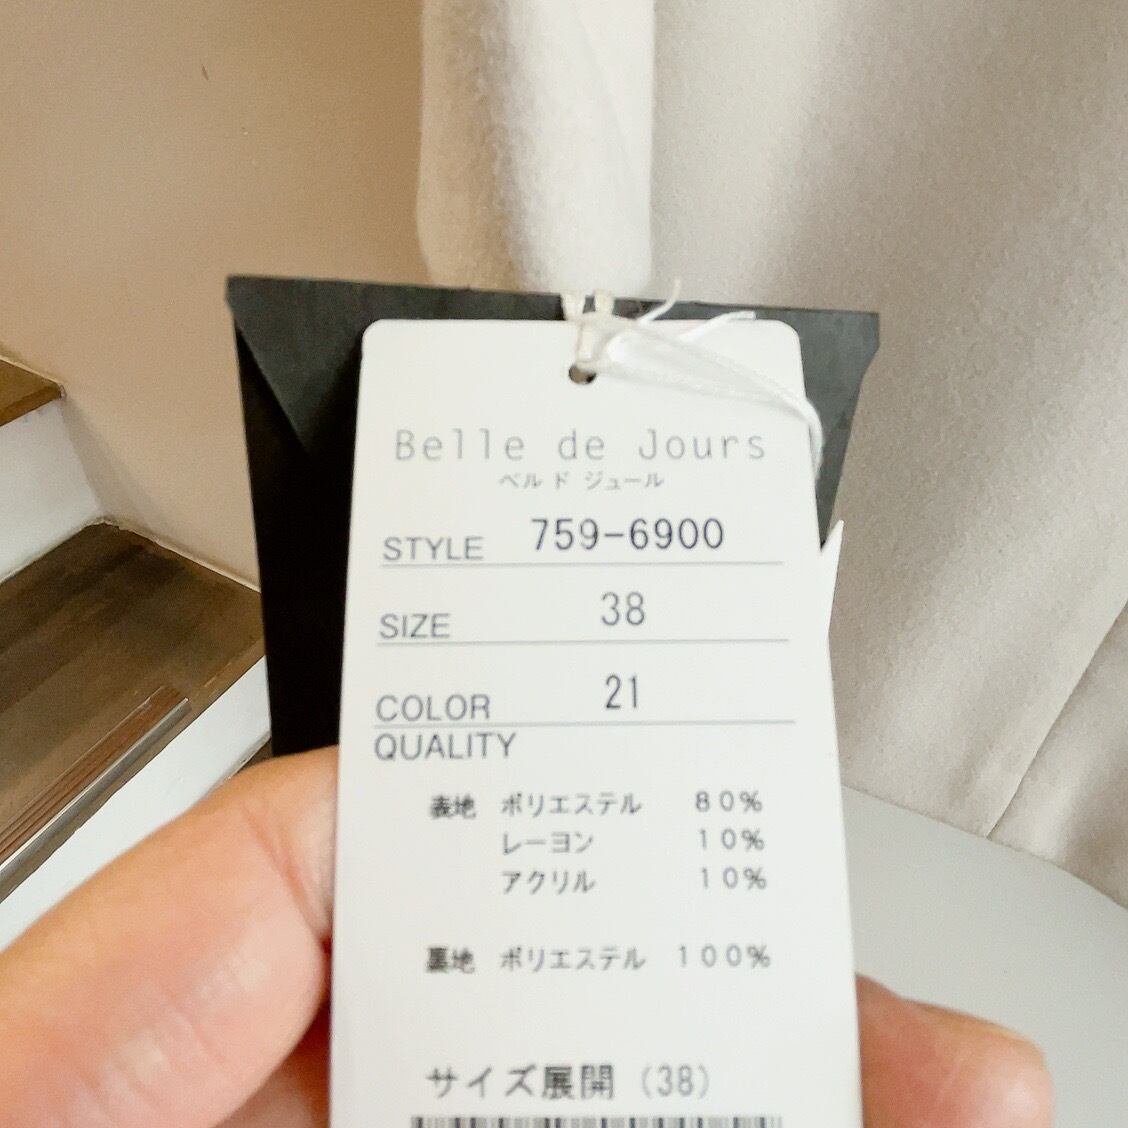 Belle de Jours
ベル ド ジュール
STYLE 759-6900
SIZE 38
COLOR 21
QUALITY
表地 ポリエステル 80%
レーヨン 10%
アクリル 10%
裏地 ポリエステル 100%
サイズ展開 (38)